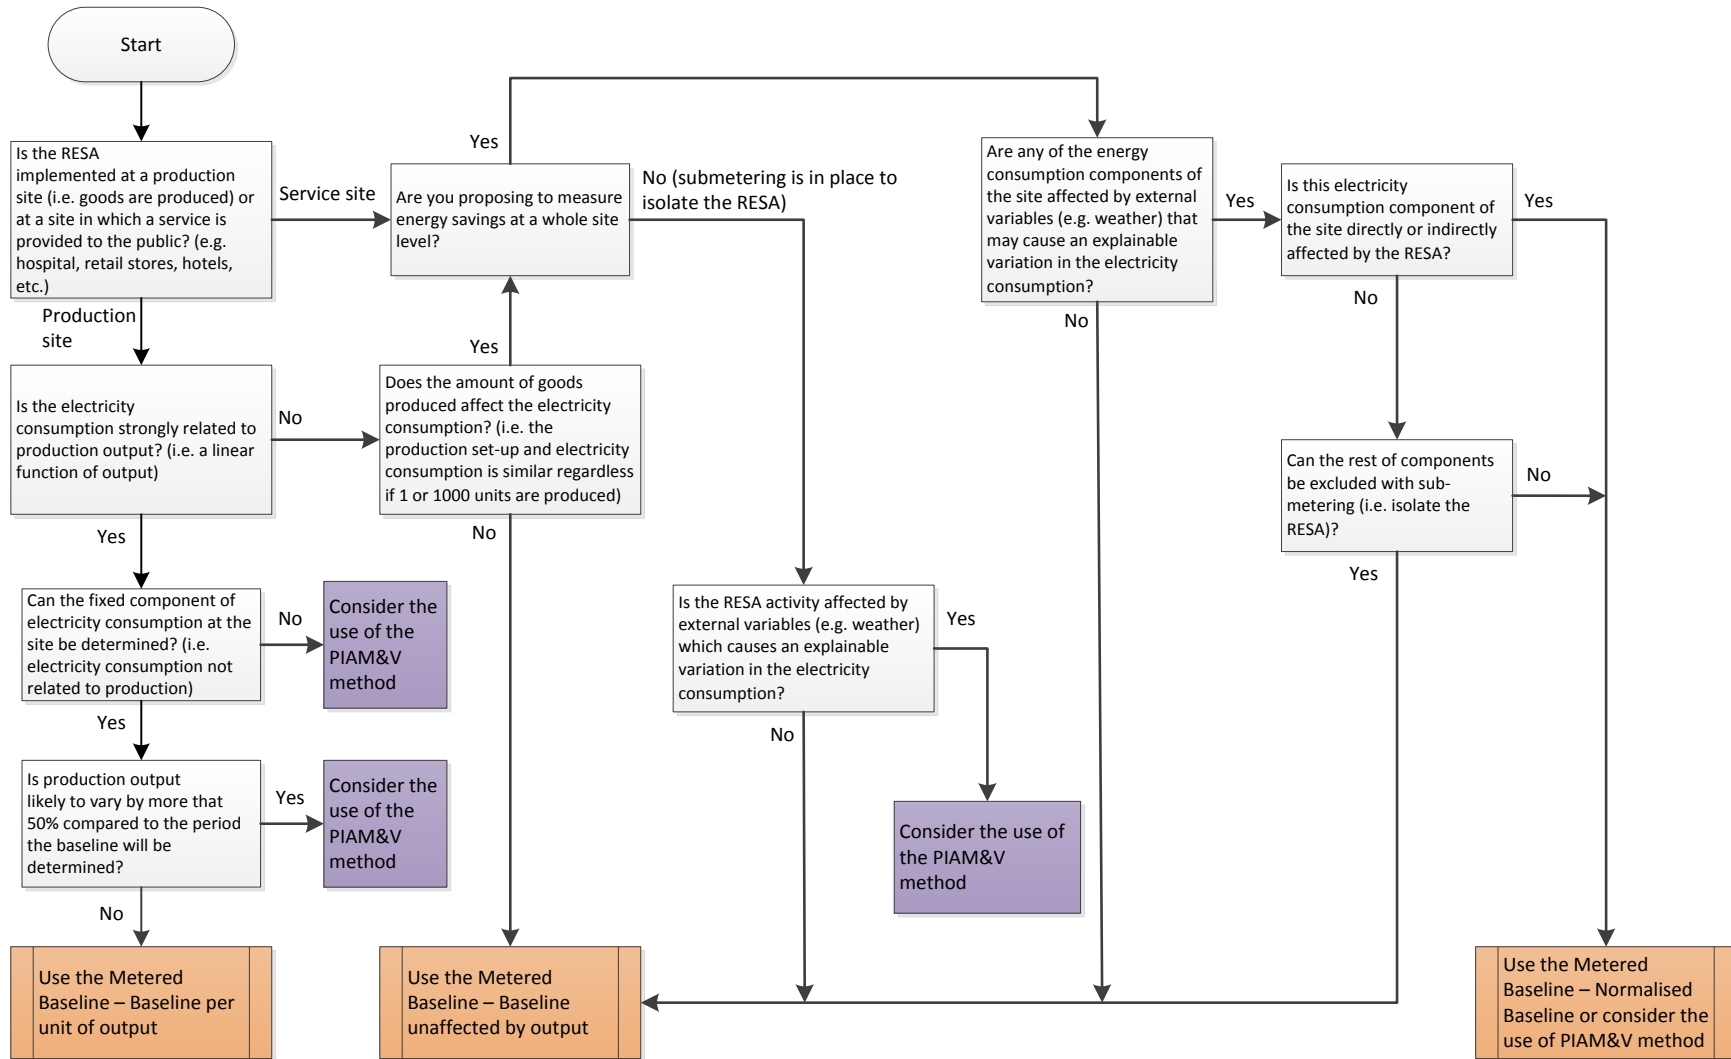 Start
Is the RESA
implemented at a production
site (i.e. goods are produced) or
at a site in which a service is
provided to the public? (e.g.
hospital, retail stores, hotels,
etc.)
Service site
Production
site
Are you proposing to measure
energy savings at a whole site
level?
Yes
No (submetering is in place to
isolate the RESA)
Are any of the energy
consumption components of
the site affected by external
variables (e.g. weather) that
may cause an explainable
variation in the electricity
consumption?
Yes
No
Is this electricity
consumption component of
the site directly or indirectly
affected by the RESA?
Yes
No
Is the electricity
consumption strongly related to
production output? (i.e. a linear
function of output)
No
Yes
Does the amount of goods
produced affect the electricity
consumption? (i.e. the
production set-up and electricity
consumption is similar regardless
if 1 or 1000 units are produced)
Yes
No
Can the rest of components
be excluded with sub-
metering (i.e. isolate the
RESA)?
No
Yes
Can the fixed component of
electricity consumption at the
site be determined? (i.e.
electricity consumption not
related to production)
No
Yes
Consider the
use of the
PIAM&V
method
Is the RESA activity affected by
external variables (e.g. weather)
which causes an explainable
variation in the electricity
consumption?
Yes
No
Is production output
likely to vary by more that
50% compared to the period
the baseline will be
determined?
Yes
No
Consider the
use of the
PIAM&V
method
Consider the use of
the PIAM&V
method
Use the Metered
Baseline – Baseline per
unit of output
Use the Metered
Baseline – Baseline
unaffected by output
Use the Metered
Baseline – Normalised
Baseline or consider the
use of PIAM&V method